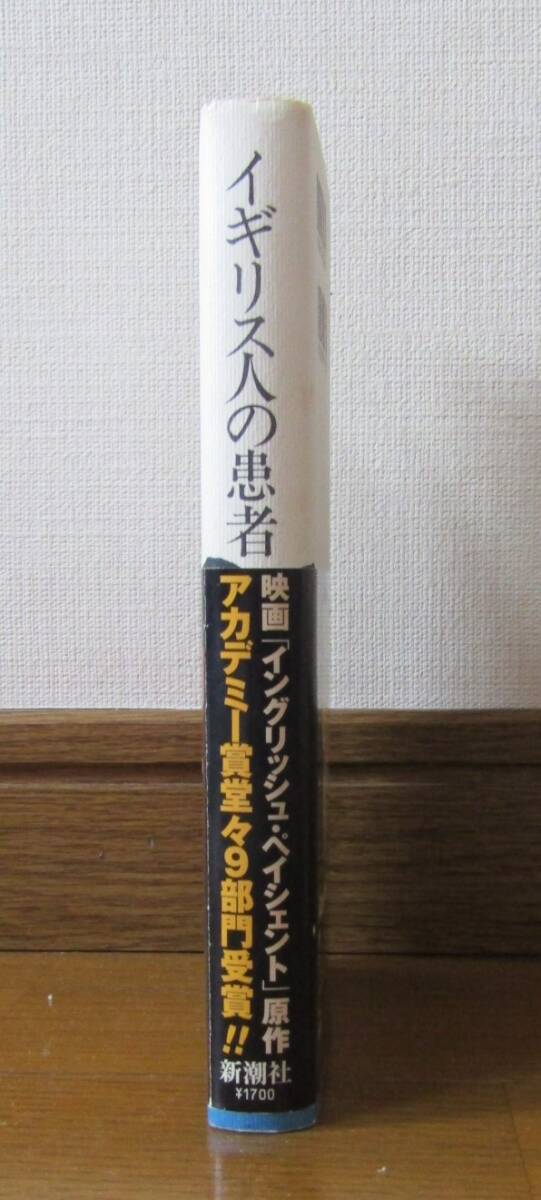 イギリス人の患者
映画「イングリッシュ・ペイシェント」原作
アカデミー賞堂々9部門受賞!!
新潮社
¥1700